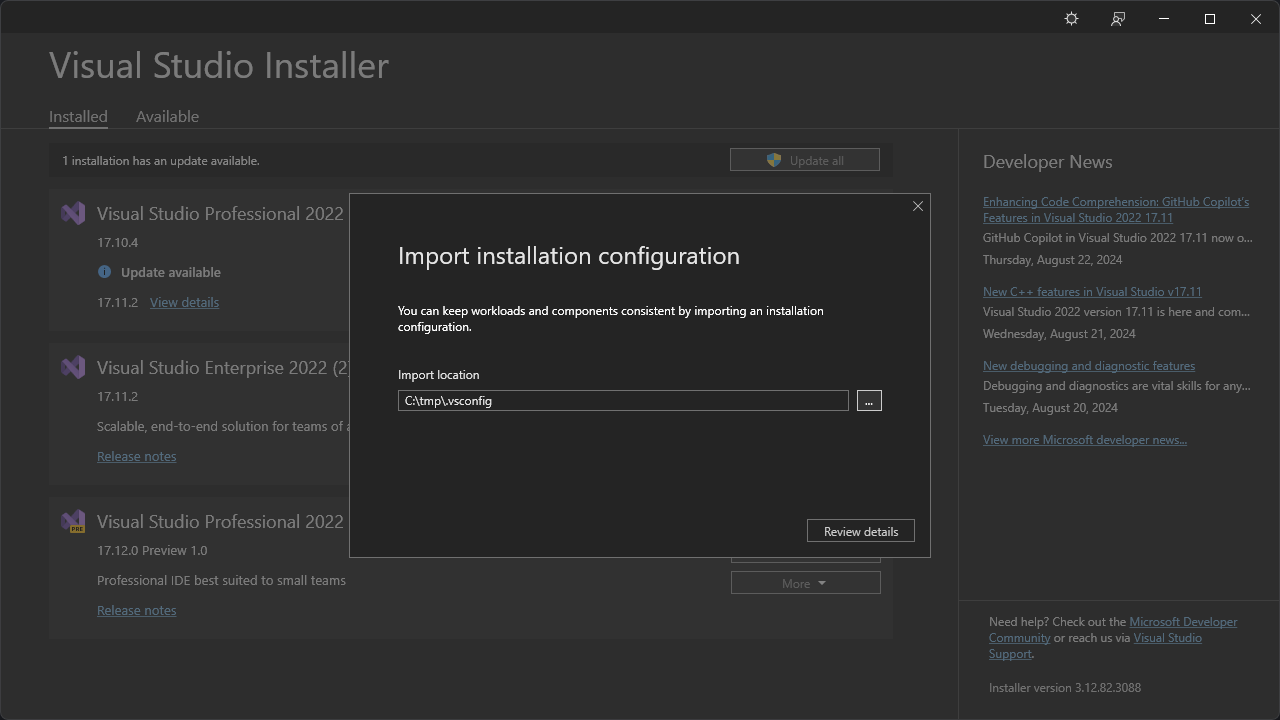 Visual Studio Installer
Installed
Available
1 installation has an update available.
Update all
Visual Studio Professional 2022
17.10.4
Update available
17.11.2 View details
Visual Studio Enterprise 2022 (2)
17.11.2
Scalable, end-to-end solution for teams of a
Release notes
PRE
Visual Studio Professional 2022
17.12.0 Preview 1.0
Professional IDE best suited to small teams
Release notes
More
Import installation configuration
You can keep workloads and components consistent by importing an installation
configuration.
Import location
C:\tmp\.vsconfig
...
Review details
Developer News
Enhancing Code Comprehension: GitHub Copilot's
Features in Visual Studio 2022 17.11
GitHub Copilot in Visual Studio 2022 17.11 now o...
Thursday, August 22, 2024
New C++ features in Visual Studio v17.11
Visual Studio 2022 version 17.11 is here and com...
Wednesday, August 21, 2024
New debugging and diagnostic features
Debugging and diagnostics are vital skills for any...
Tuesday, August 20, 2024
View more Microsoft developer news...
Need help? Check out the Microsoft Developer
Community or reach us via Visual Studio
Support.
Installer version 3.12.82.3088